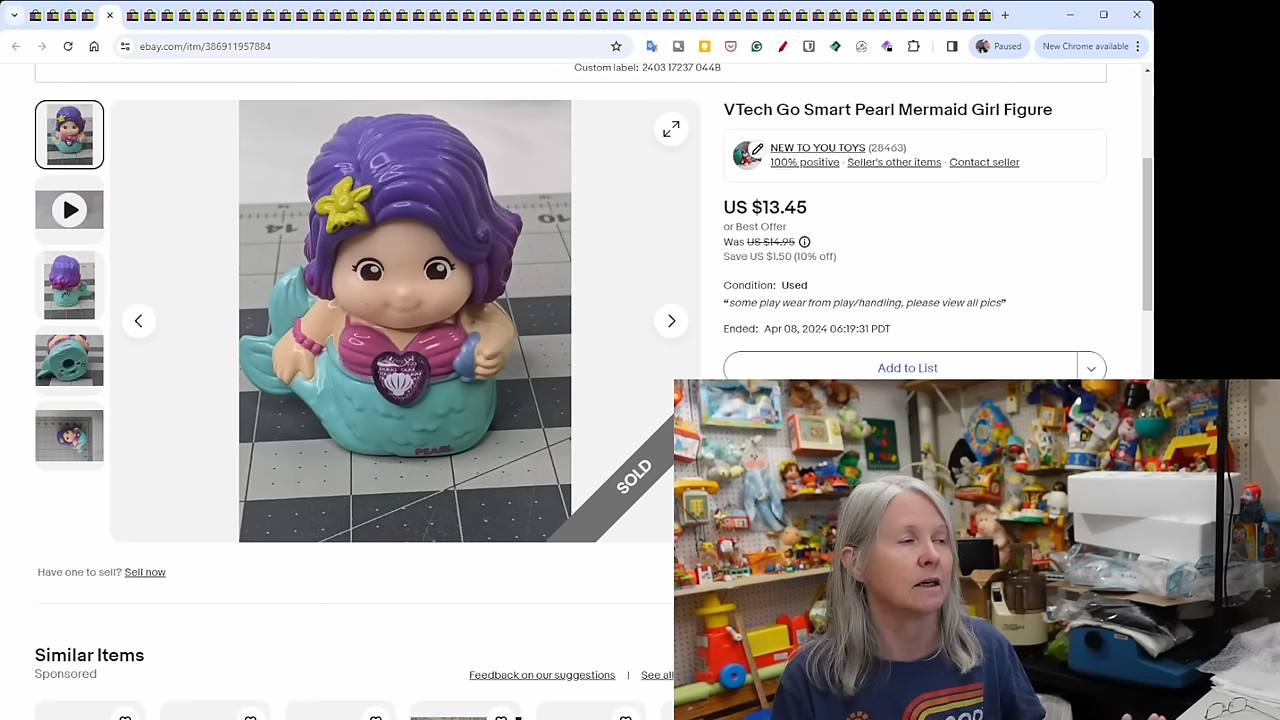 ebay.com/itm/386911957884
Paused
New Chrome available
Custom label: 2403 17237 044B
VTech Go Smart Pearl Mermaid Girl Figure
NEW TO YOU TOYS (28463)
100% positive · Seller's other items · Contact seller
US $13.45
or Best Offer
Was US $14.95
Save US $1.50 (10% off)
Condition: Used
“some play wear from play/handling, please view all pics”
Ended: Apr 08, 2024 06:19:31 PDT
Add to List
14
10
PEARL
SOLD
Have one to sell? Sell now
Similar Items
Sponsored
Feedback on our suggestions | See all